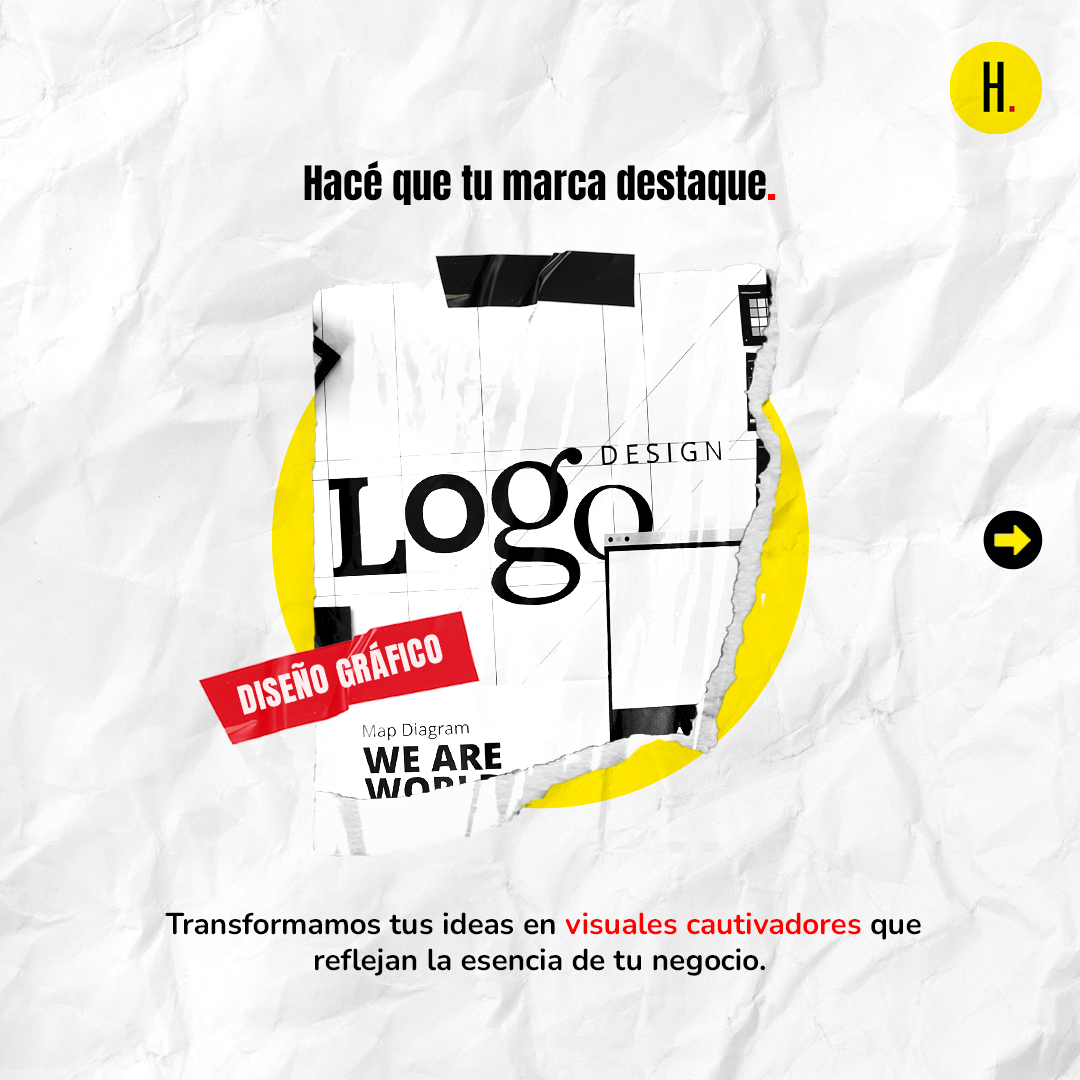 H.
Hacé que tu marca destaque.
DESIGN
Logo
DISEÑO GRÁFICO
Map Diagram
WE ARE
WORLD
Transformamos tus ideas en visuales cautivadores que
reflejan la esencia de tu negocio.